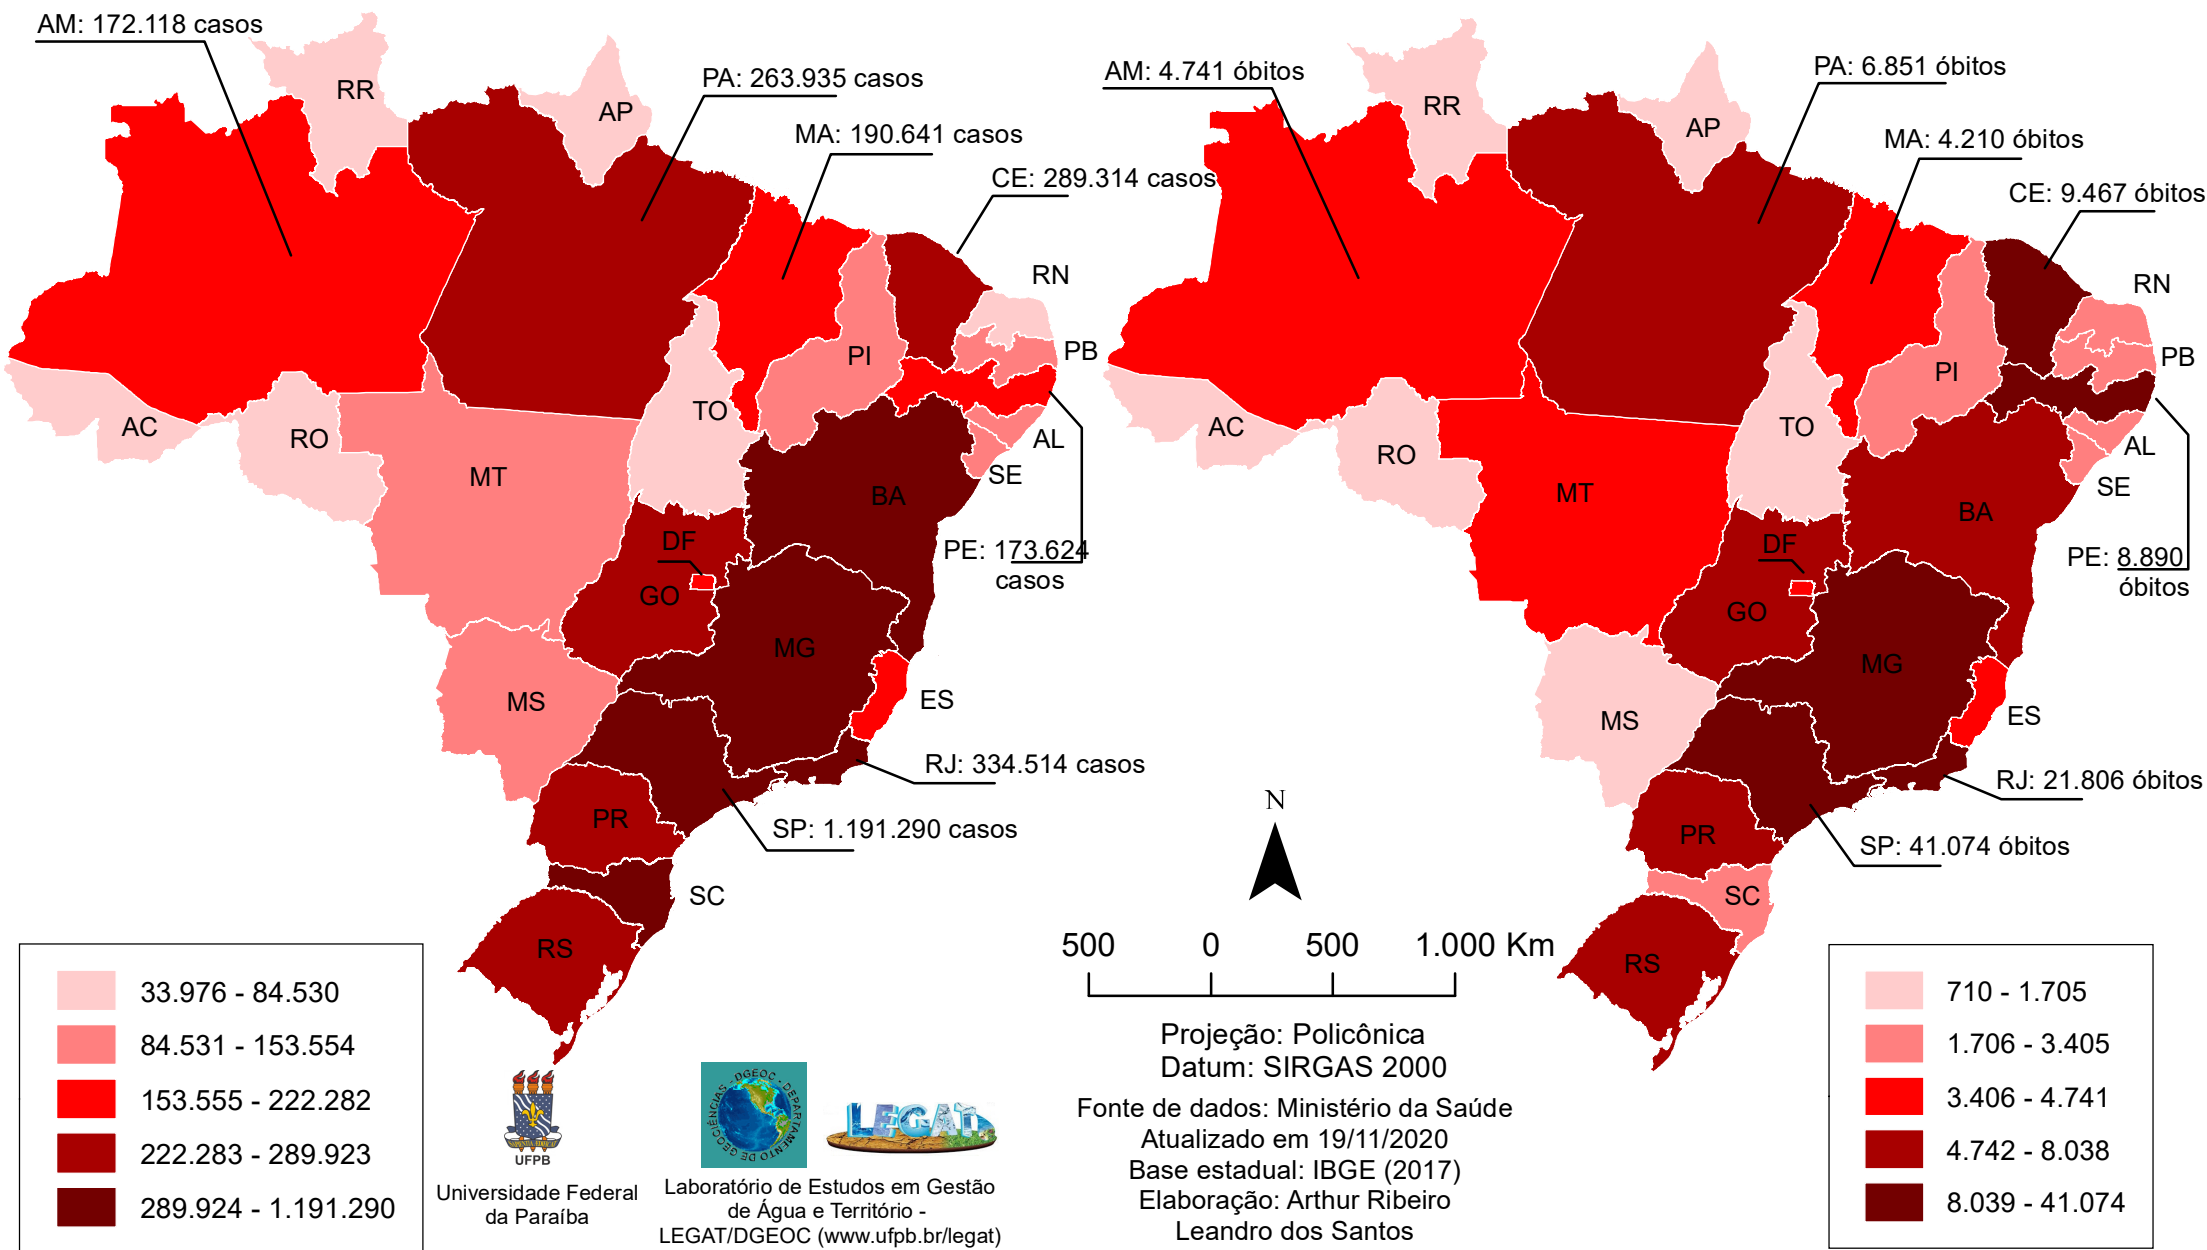 AM: 172.118 casos
PA: 263.935 casos
MA: 190.641 casos
CE: 289.314 casos
RR
AP
RN
PB
PI
TO
AC
RO
MT
AL
SE
BA
DF
PE: 173.624
casos
GO
MG
MS
ES
RJ: 334.514 casos
PR
SP: 1.191.290 casos
SC
RS
33.976 - 84.530
84.531 - 153.554
153.555 - 222.282
222.283 - 289.923
289.924 - 1.191.290
UFPB
Universidade Federal
da Paraíba
DGEOC - DEPARTAMENTO DE GEOCIÊNCIAS
LEGAT
Laboratório de Estudos em Gestão
de Água e Território -
LEGAT/DGEOC (www.ufpb.br/legat)
AM: 4.741 óbitos
PA: 6.851 óbitos
MA: 4.210 óbitos
CE: 9.467 óbitos
RR
AP
RN
PB
PI
TO
AC
RO
MT
AL
SE
BA
DF
PE: 8.890
óbitos
GO
MG
MS
ES
RJ: 21.806 óbitos
PR
SP: 41.074 óbitos
SC
RS
N
500 0 500 1.000 Km
Projeção: Policônica
Datum: SIRGAS 2000
Fonte de dados: Ministério da Saúde
Atualizado em 19/11/2020
Base estadual: IBGE (2017)
Elaboração: Arthur Ribeiro
Leandro dos Santos
710 - 1.705
1.706 - 3.405
3.406 - 4.741
4.742 - 8.038
8.039 - 41.074